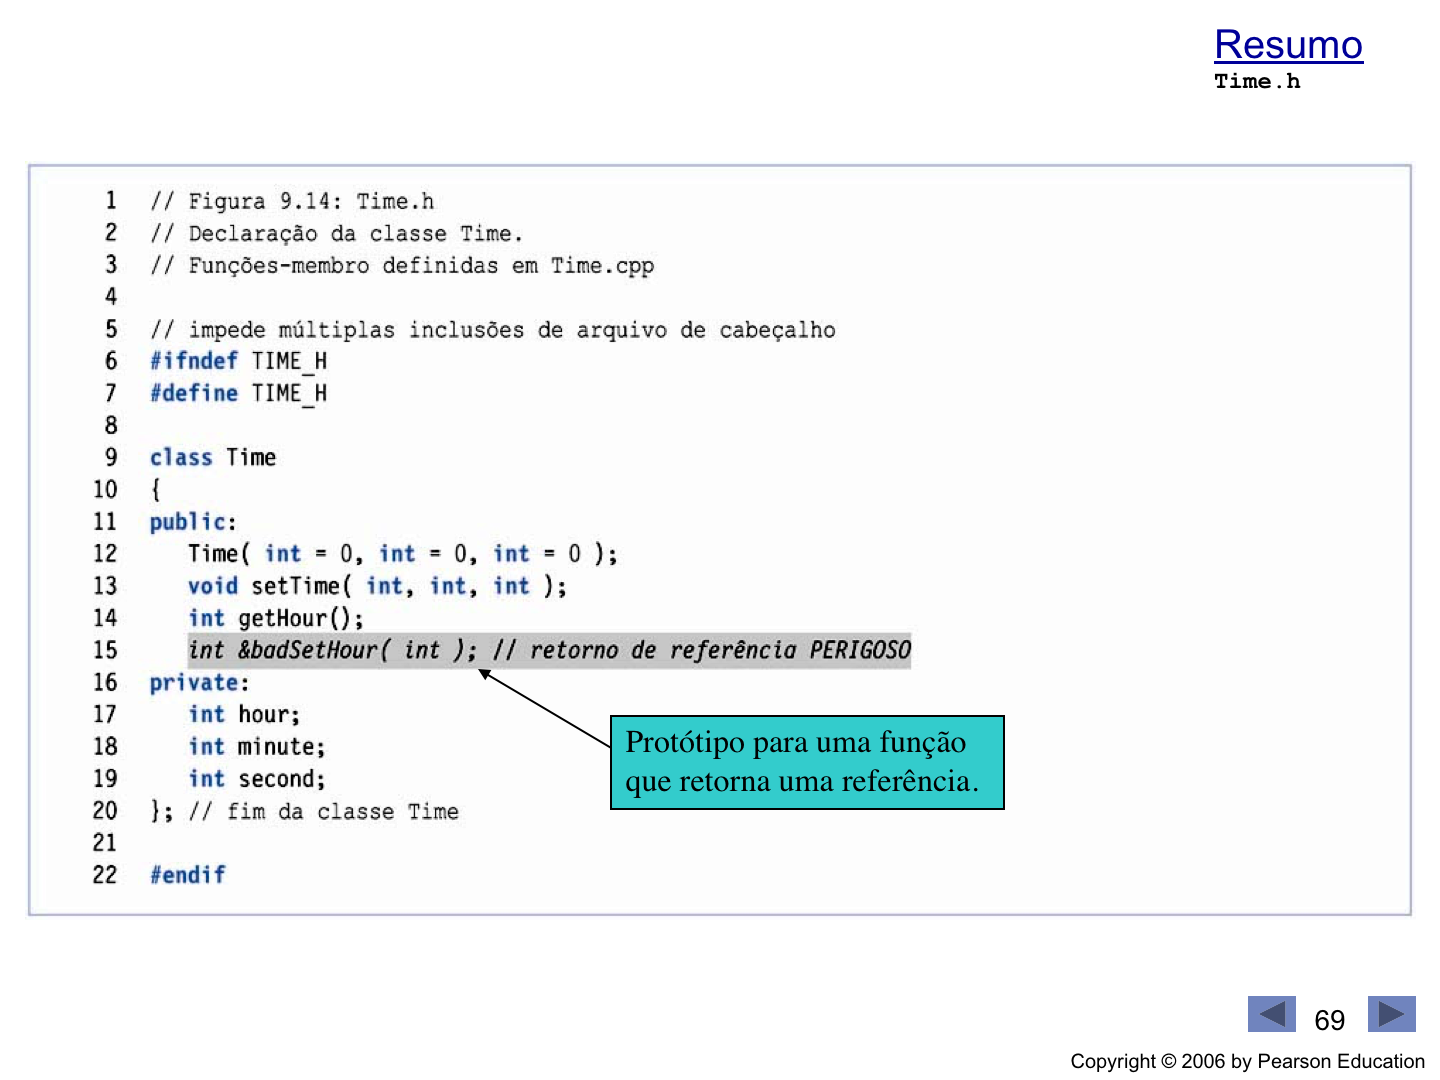 Resumo
Time.h
1 // Figura 9.14: Time.h
2 // Declaração da classe Time.
3 // Funções-membro definidas em Time.cpp
4
5 // impede múltiplas inclusões de arquivo de cabeçalho
6 #ifndef TIME_H
7 #define TIME_H
8
9 class Time
10 {
11 public:
12 Time( int = 0, int = 0, int = 0 );
13 void setTime( int, int, int );
14 int getHour();
15 int &badSetHour( int ); // retorno de referência PERIGOSO
16 private:
17 int hour;
18 int minute;
19 int second;
20 }; // fim da classe Time
21
22 #endif
Protótipo para uma função
que retorna uma referência.
69
Copyright © 2006 by Pearson Education